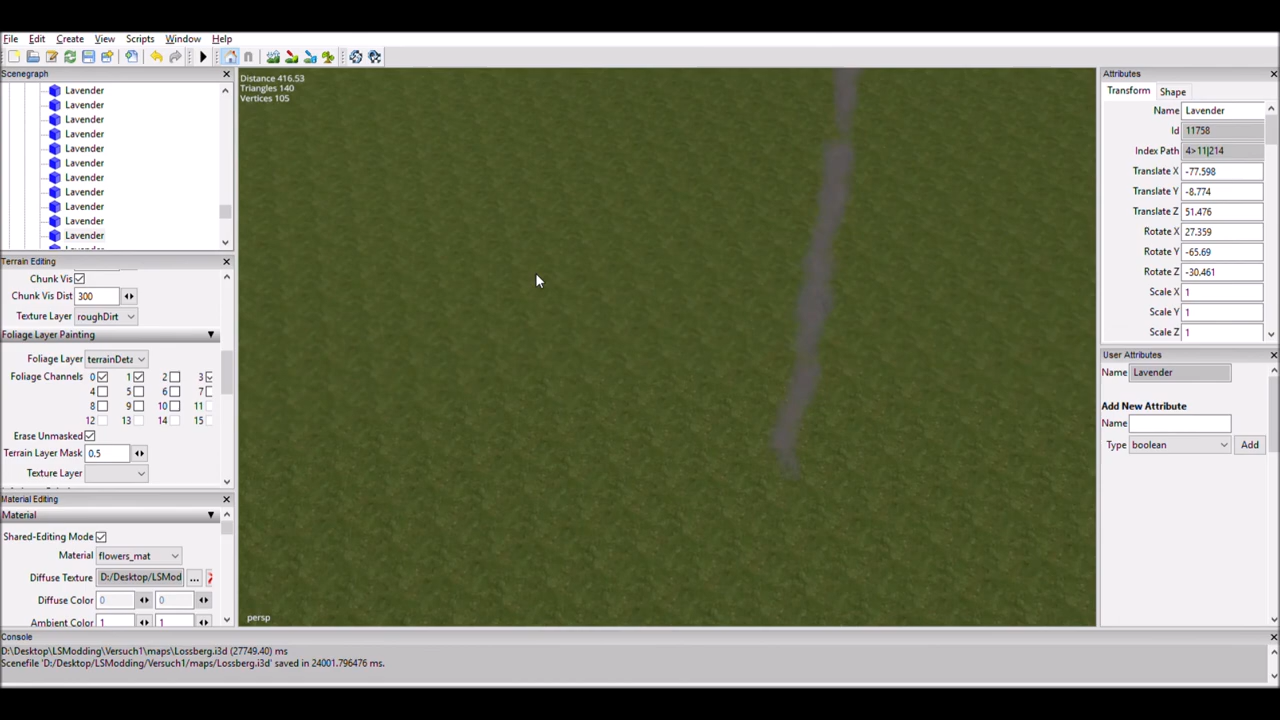 File Edit Create View Scripts Window Help
Scenegraph
Lavender
Lavender
Lavender
Lavender
Lavender
Lavender
Lavender
Lavender
Lavender
Lavender
Lavender
Terrain Editing
Chunk Vis
Chunk Vis Dist 300
Texture Layer roughDirt
Foliage Layer Painting
Foliage Layer terrainDeta
Foliage Channels 0 1 2 3
4 5 6 7
8 9 10 11
12 13 14 15
Erase Unmasked
Terrain Layer Mask 0.5
Texture Layer
Material Editing
Material
Shared-Editing Mode
Material flowers_mat
Diffuse Texture D:/Desktop/LSMod ...
Diffuse Color 0 0
Ambient Color 1 1
Distance 416.53
Triangles 140
Vertices 105
persp
Attributes
Transform Shape
Name Lavender
Id 11758
Index Path 4>11|214
Translate X -77.598
Translate Y -8.774
Translate Z 51.476
Rotate X 27.359
Rotate Y -65.69
Rotate Z -30.461
Scale X 1
Scale Y 1
Scale Z 1
User Attributes
Name Lavender
Add New Attribute
Name
Type boolean Add
Console
D:\Desktop\LSModding\Versuch1\maps\Lossberg.i3d (27749.40) ms
Scenefile 'D:/Desktop/LSModding/Versuch1/maps/Lossberg.i3d' saved in 24001.796476 ms.